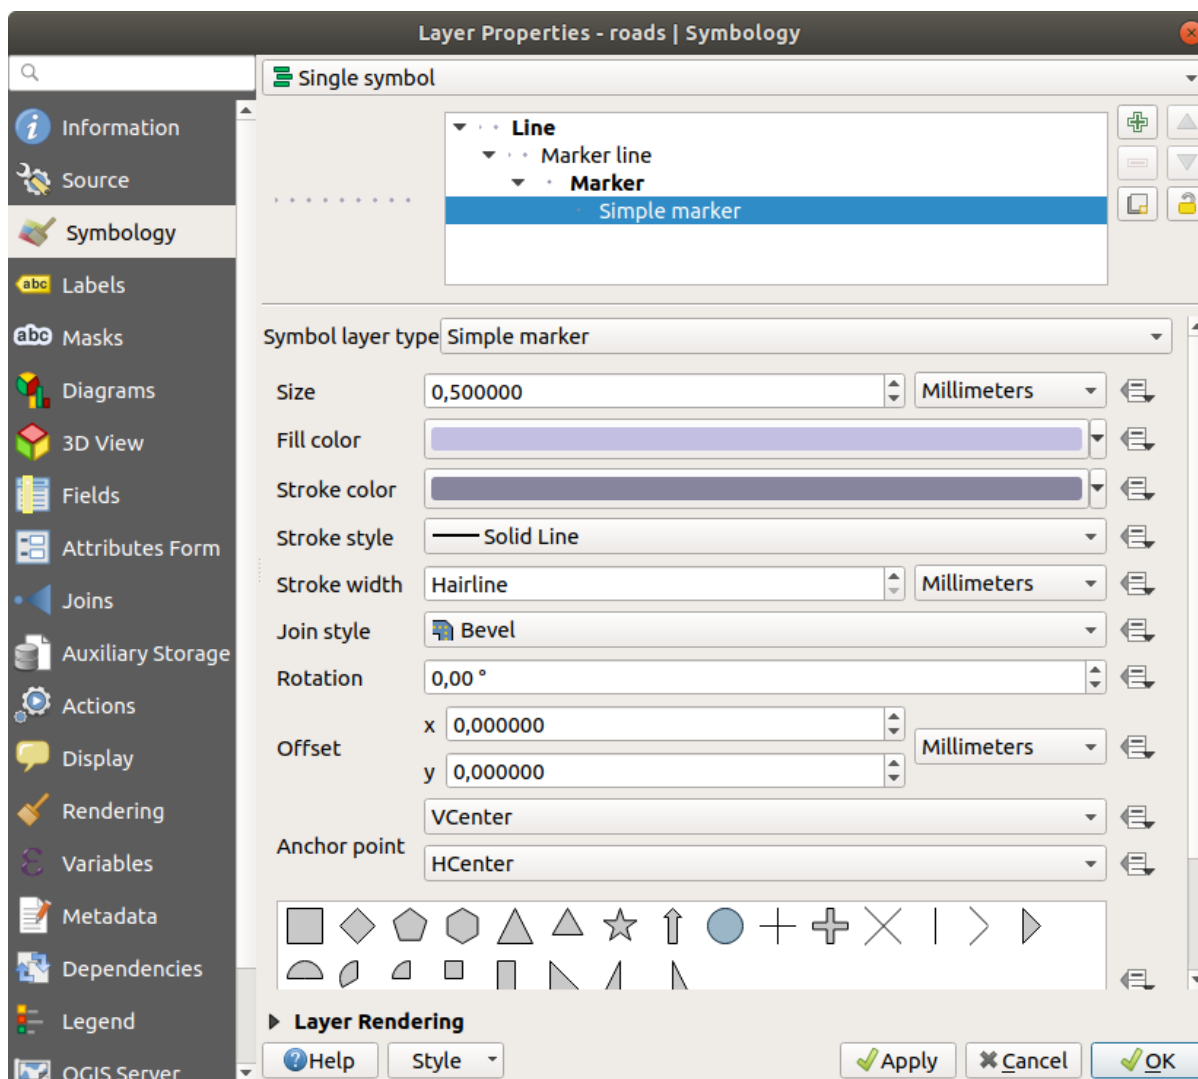 Layer Properties - roads | Symbology
Single symbol
Information
Source
Symbology
abc Labels
abc Masks
Diagrams
3D View
Fields
Attributes Form
Joins
Auxiliary Storage
Actions
Display
Rendering
Variables
Metadata
Dependencies
Legend
QGIS Server
Line
Marker line
Marker
Simple marker
Symbol layer type Simple marker
Size 0,500000 Millimeters
Fill color
Stroke color
Stroke style Solid Line
Stroke width Hairline Millimeters
Join style Bevel
Rotation 0,00 °
Offset x 0,000000 Millimeters
y 0,000000
Anchor point VCenter
HCenter
Layer Rendering
Help Style Apply Cancel OK